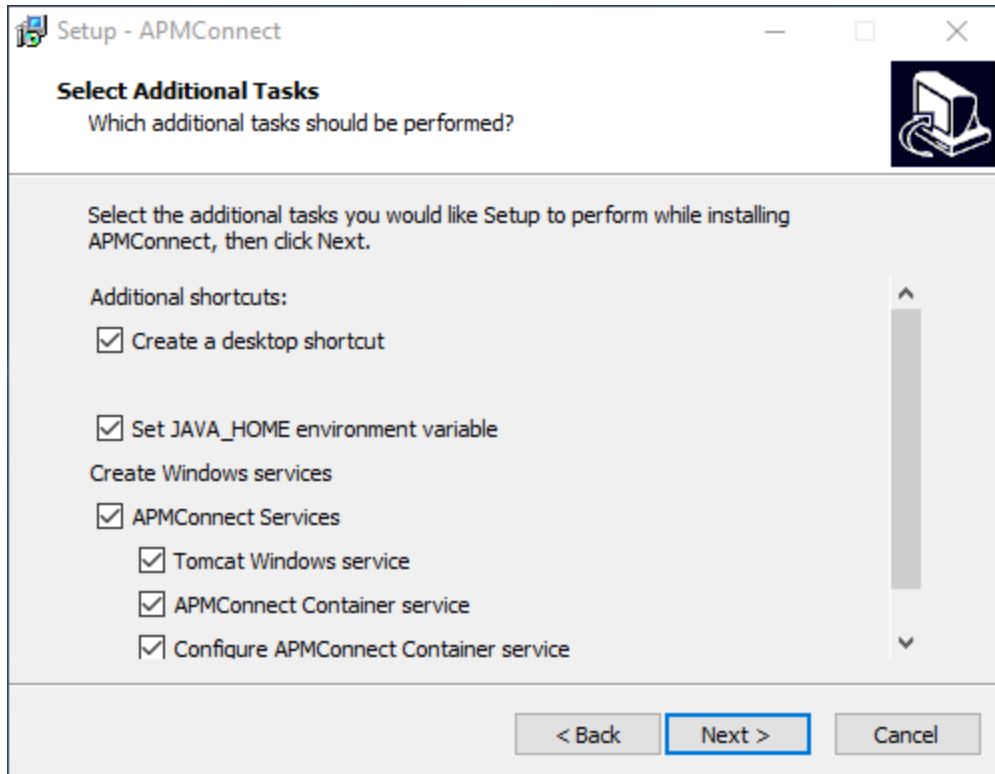 Setup - APMConnect
Select Additional Tasks
Which additional tasks should be performed?
Select the additional tasks you would like Setup to perform while installing
APMConnect, then click Next.
Additional shortcuts:
Create a desktop shortcut
Set JAVA_HOME environment variable
Create Windows services
APMConnect Services
Tomcat Windows service
APMConnect Container service
Configure APMConnect Container service
< Back Next > Cancel